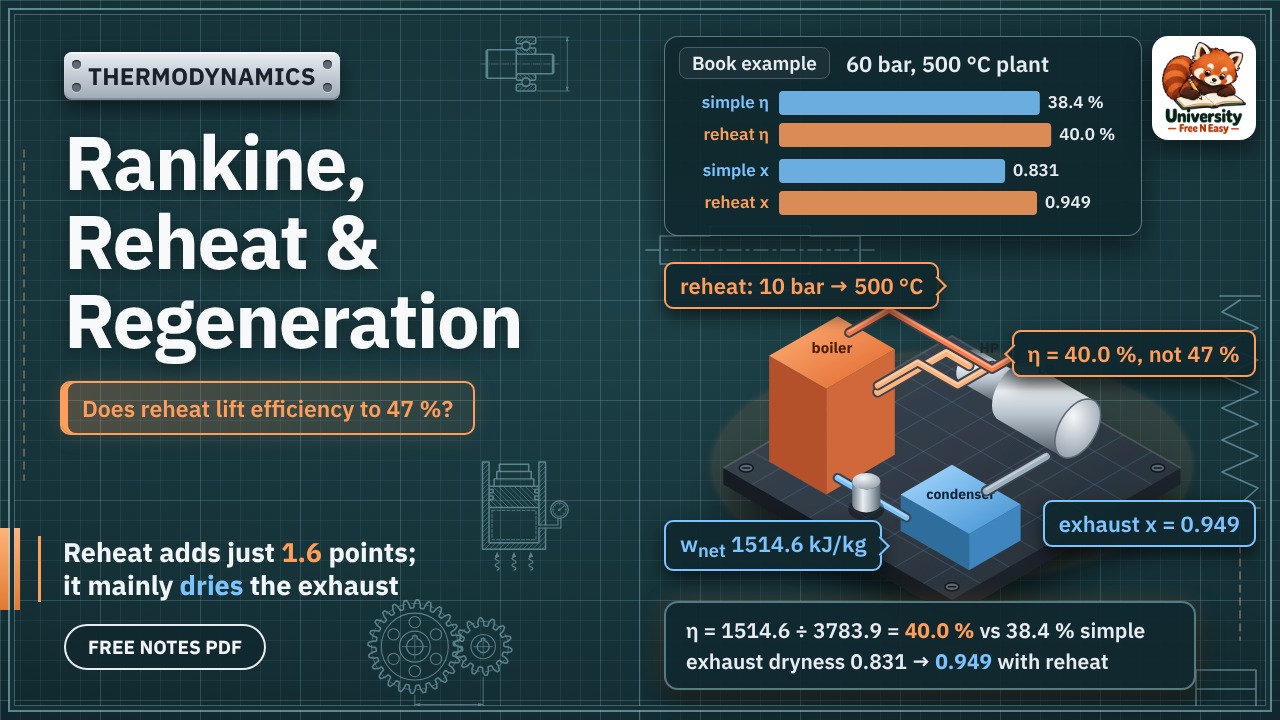 THERMODYNAMICS
Rankine,
Reheat &
Regeneration
Does reheat lift efficiency to 47 %?
Reheat adds just 1.6 points;
it mainly dries the exhaust
FREE NOTES PDF
Book example
60 bar, 500 °C plant
simple η 38.4 %
reheat η 40.0 %
simple x 0.831
reheat x 0.949
University
Free N Easy
reheat: 10 bar → 500 °C
boiler
HP
η = 40.0 %, not 47 %
condenser
exhaust x = 0.949
wnet 1514.6 kJ/kg
η = 1514.6 ÷ 3783.9 = 40.0 % vs 38.4 % simple
exhaust dryness 0.831 → 0.949 with reheat